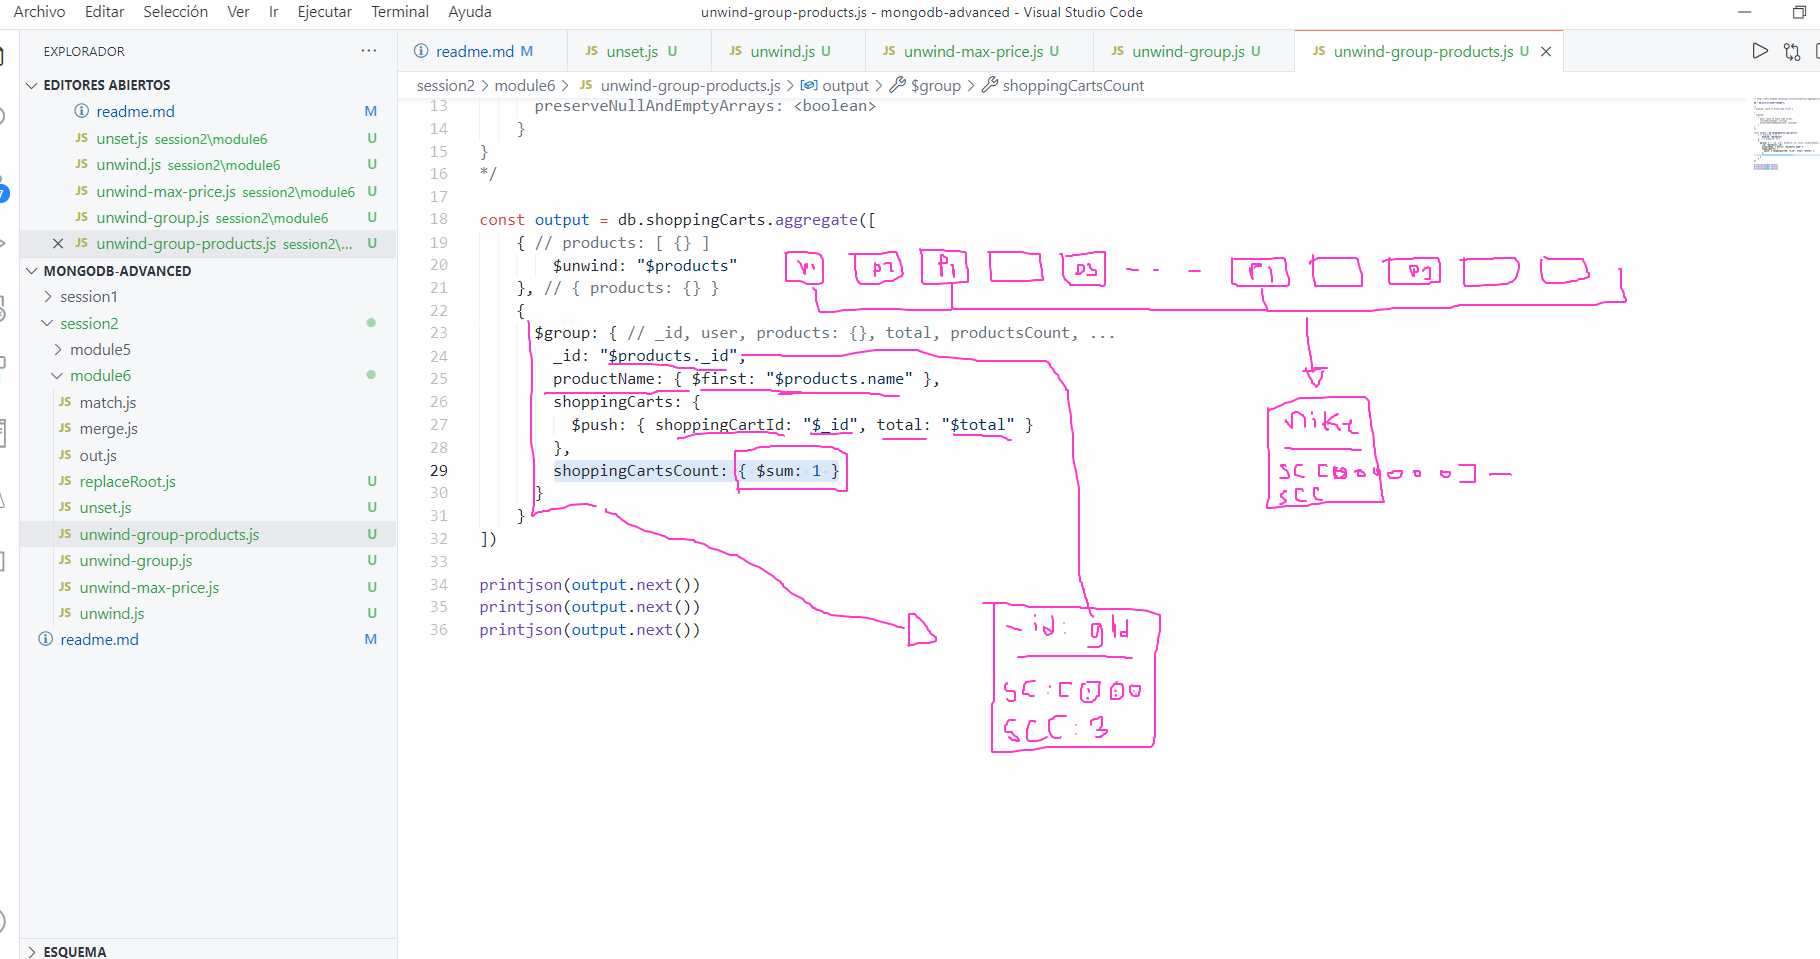 Archivo Editar Selección Ver Ir Ejecutar Terminal Ayuda
unwind-group-products.js - mongodb-advanced - Visual Studio Code
EXPLORADOR ···
EDITORES ABIERTOS
readme.md M
JS unset.js session2\module6 U
JS unwind.js session2\module6 U
JS unwind-max-price.js session2\module6 U
JS unwind-group.js session2\module6 U
JS unwind-group-products.js session2\... U
MONGODB-ADVANCED
session1
session2
module5
module6
JS match.js
JS merge.js
JS out.js
JS replaceRoot.js U
JS unset.js U
JS unwind-group-products.js U
JS unwind-group.js U
JS unwind-max-price.js U
JS unwind.js U
readme.md M
ESQUEMA
readme.md M JS unset.js U JS unwind.js U JS unwind-max-price.js U JS unwind-group.js U JS unwind-group-products.js U
session2 > module6 > JS unwind-group-products.js > output > $group > shoppingCartsCount
13 preserveNullAndEmptyArrays: <boolean>
14 }
15 }
16 */
17
18 const output = db.shoppingCarts.aggregate([
19 { // products: [ {} ]
20 $unwind: "$products"
21 }, // { products: {} }
22 {
23 $group: { // _id, user, products: {}, total, productsCount, ...
24 _id: "$products._id",
25 productName: { $first: "$products.name" },
26 shoppingCarts: {
27 $push: { shoppingCartId: "$_id", total: "$total" }
28 },
29 shoppingCartsCount: { $sum: 1 }
30 }
31 }
32 ])
33
34 printjson(output.next())
35 printjson(output.next())
36 printjson(output.next())
P2 P1 P3 P1
Nike
SCC
_id:
SCC: 3